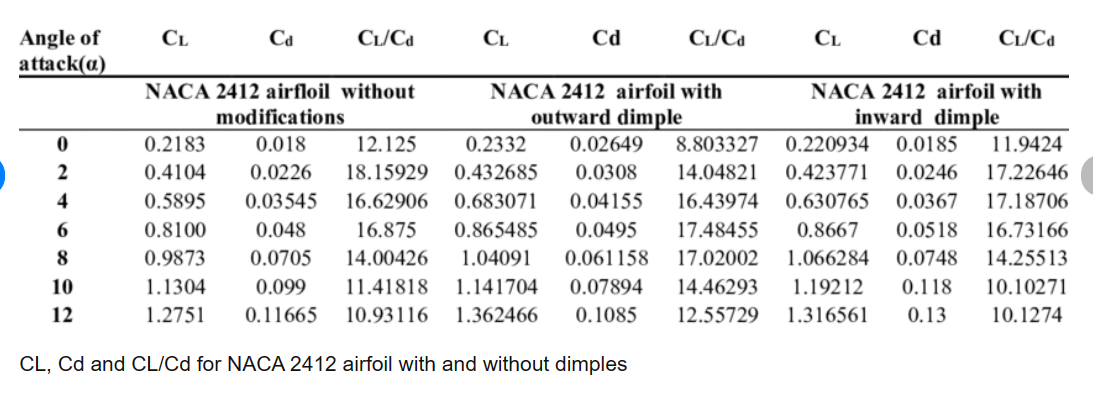 Angle of attack(α) CL Cd CL/Cd CL Cd CL/Cd CL Cd CL/Cd
NACA 2412 airfloil without modifications NACA 2412 airfoil with outward dimple NACA 2412 airfoil with inward dimple
0 0.2183 0.018 12.125 0.2332 0.02649 8.803327 0.220934 0.0185 11.9424
2 0.4104 0.0226 18.15929 0.432685 0.0308 14.04821 0.423771 0.0246 17.22646
4 0.5895 0.03545 16.62906 0.683071 0.04155 16.43974 0.630765 0.0367 17.18706
6 0.8100 0.048 16.875 0.865485 0.0495 17.48455 0.8667 0.0518 16.73166
8 0.9873 0.0705 14.00426 1.04091 0.061158 17.02002 1.066284 0.0748 14.25513
10 1.1304 0.099 11.41818 1.141704 0.07894 14.46293 1.19212 0.118 10.10271
12 1.2751 0.11665 10.93116 1.362466 0.1085 12.55729 1.316561 0.13 10.1274
CL, Cd and CL/Cd for NACA 2412 airfoil with and without dimples